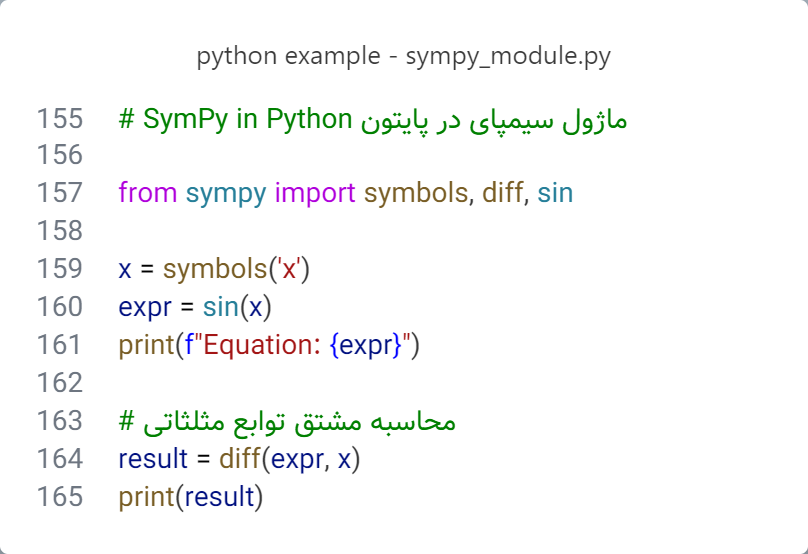 python example - sympy_module.py
155 # SymPy in Python ماژول سیمپای در پایتون
156
157 from sympy import symbols, diff, sin
158
159 x = symbols('x')
160 expr = sin(x)
161 print(f"Equation: {expr}")
162
163 # محاسبه مشتق توابع مثلثاتی
164 result = diff(expr, x)
165 print(result)